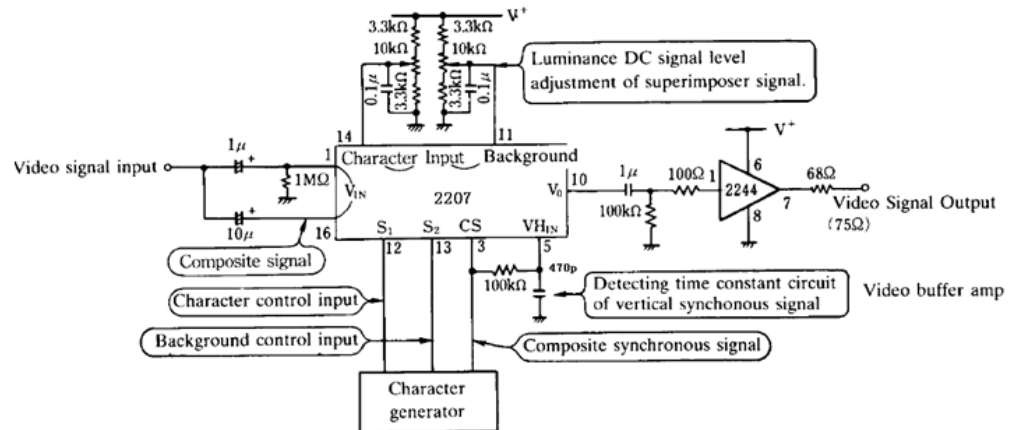 V⁺
3.3kΩ 3.3kΩ
10kΩ 10kΩ
0.1μ 3.3kΩ 3.3kΩ 0.1μ
Luminance DC signal level
adjustment of superimposer signal.
14 11
Video signal input
1μ +
1
1MΩ
10μ +
16
Character Input Background
V_IN
2207
V₀
10
S₁ S₂ CS VH_IN
12 13 3 5
Composite signal
1μ
100kΩ
100Ω
1
V⁺
6
2244
8
7
68Ω
Video Signal Output
(75Ω)
100kΩ
470p
Detecting time constant circuit
of vertical synchonous signal
Video buffer amp
Character control input
Background control input
Composite synchronous signal
Character
generator